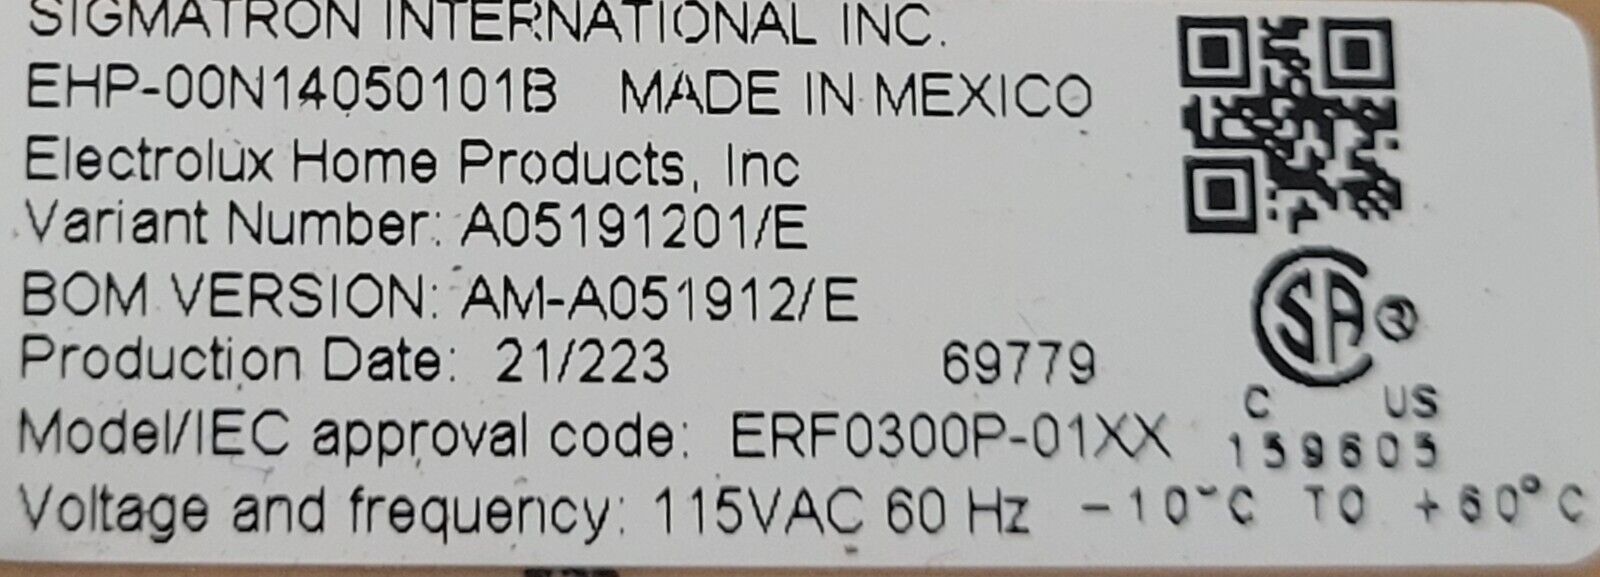 SIGMATRON INTERNATIONAL INC.
EHP-00N14050101B MADE IN MEXICO
Electrolux Home Products, Inc
Variant Number: A05191201/E
BOM VERSION: AM-A051912/E
Production Date: 21/223 69779
Model/IEC approval code: ERF0300P-01XX
Voltage and frequency: 115VAC 60 Hz
SA ®
C US
159605
-10°C TO +60°C